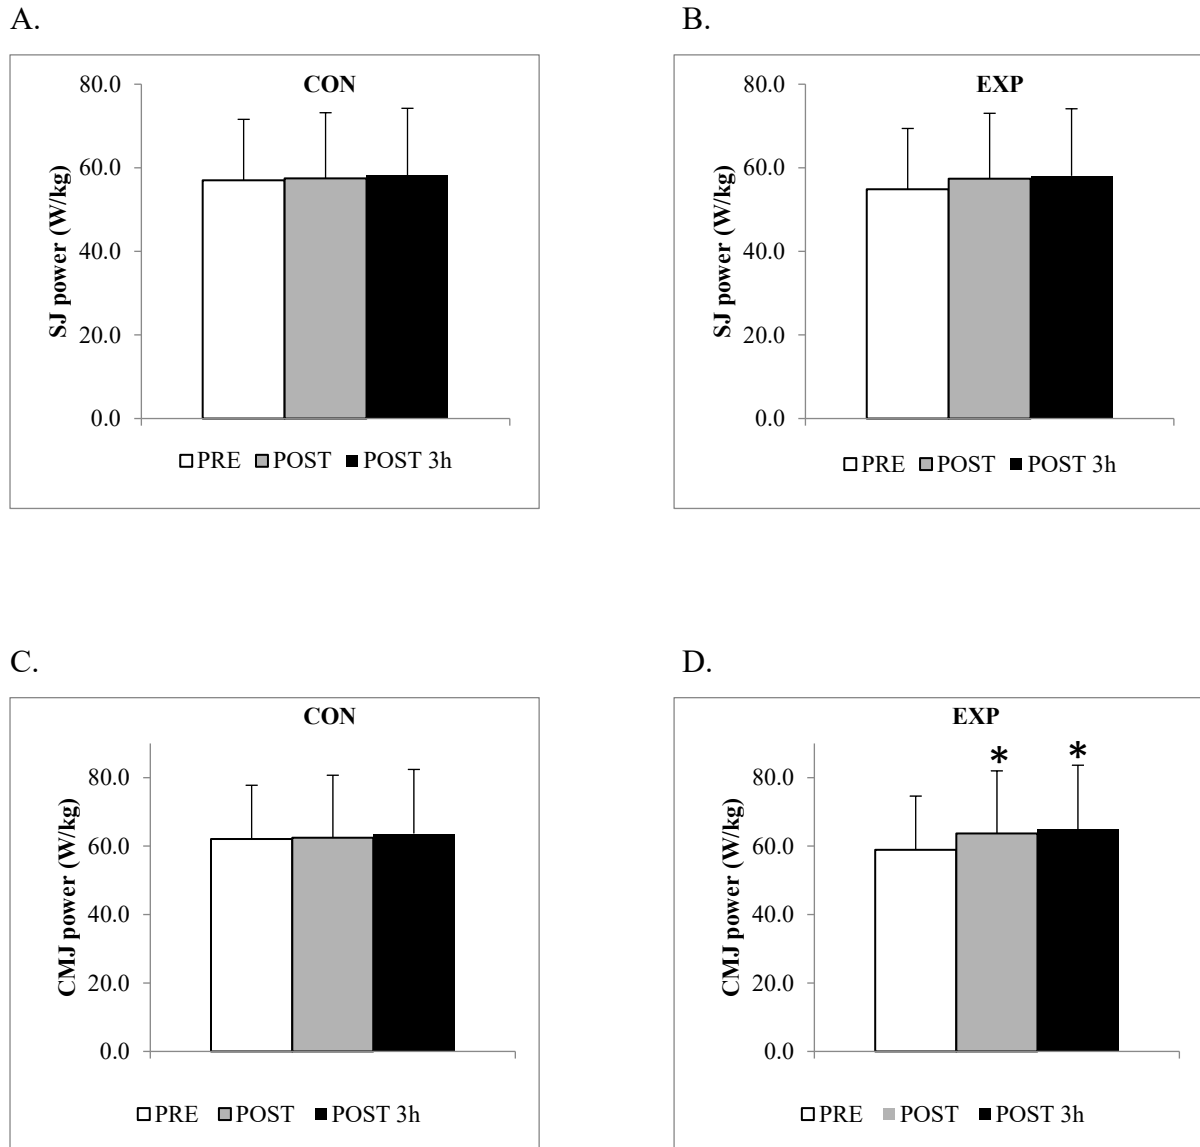 A.
CON
80.0
60.0
40.0
20.0
0.0
SJ power (W/kg)
PRE POST POST 3h
B.
EXP
80.0
60.0
40.0
20.0
0.0
SJ power (W/kg)
PRE POST POST 3h
C.
CON
80.0
60.0
40.0
20.0
0.0
CMJ power (W/kg)
PRE POST POST 3h
D.
EXP
* *
80.0
60.0
40.0
20.0
0.0
CMJ power (W/kg)
PRE POST POST 3h